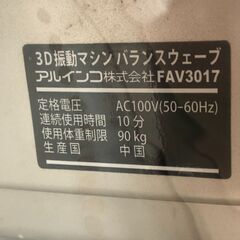 3D振動マシン バランスウェーブ
アルインコ株式会社 FAV3017
定格電圧 AC100V(50-60Hz)
連続使用時間 10分
使用体重制限 90kg
生産国 中国